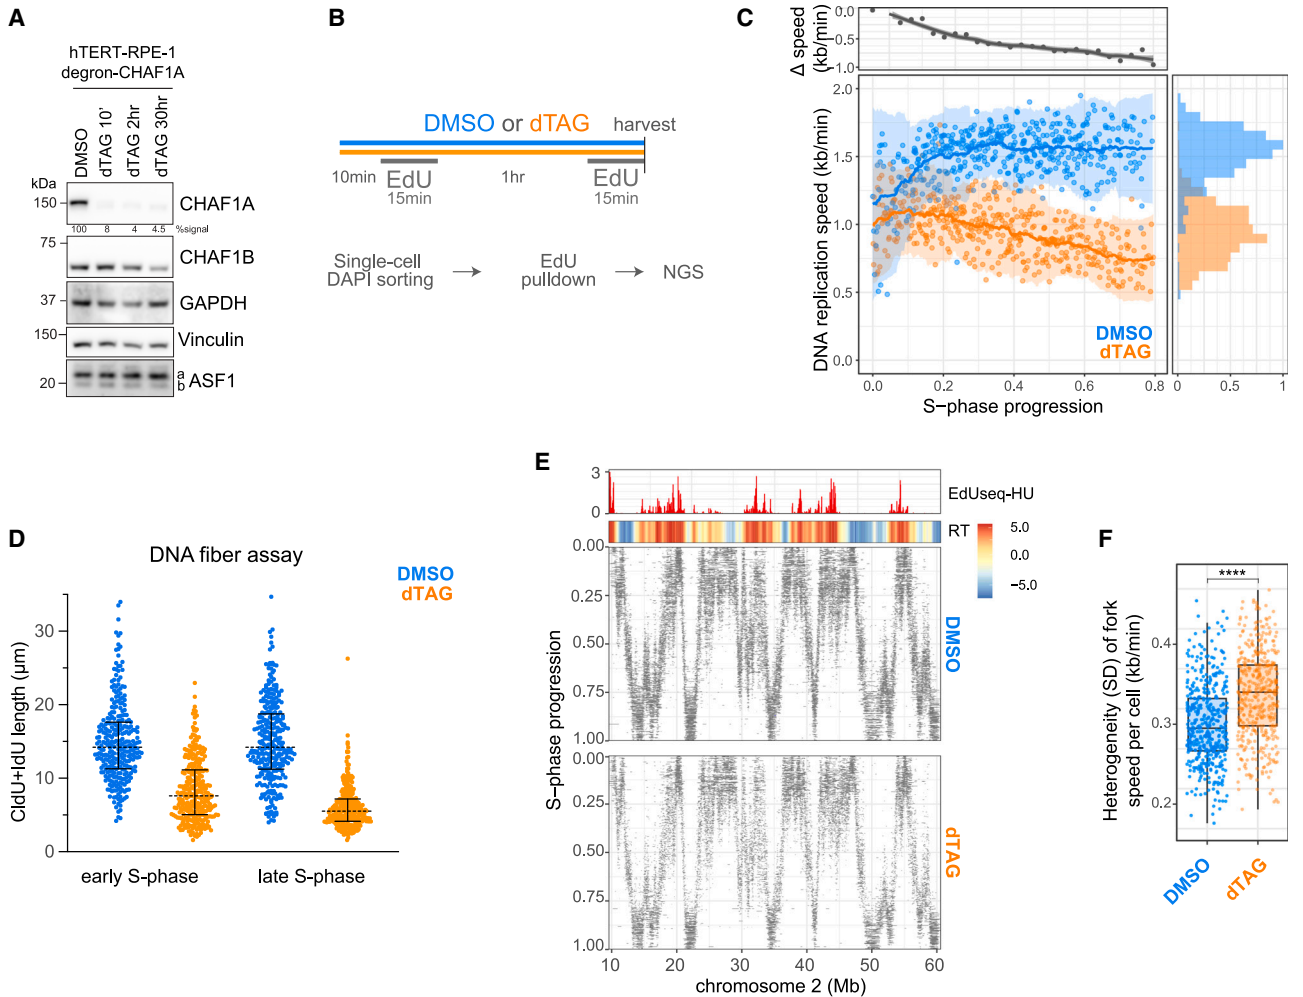 A
hTERT-RPE-1
degron-CHAF1A
DMSO
dTAG 10'
dTAG 2hr
dTAG 30hr
kDa
150
CHAF1A
100 8 4 4.5 %signal
75
CHAF1B
37
GAPDH
150
Vinculin
20
a
b
ASF1
B
DMSO or dTAG harvest
10min EdU 1hr EdU
15min 15min
Single-cell
DAPI sorting
EdU
pulldown
NGS
C
Δ speed
(kb/min)
0.0
−0.5
−1.0
DNA replication speed (kb/min)
2.0
1.5
1.0
0.5
0.0
DMSO
dTAG
0.0 0.2 0.4 0.6 0.8
S−phase progression
0 0.5 1
D
DNA fiber assay
DMSO
dTAG
CldU+IdU length (µm)
30
20
10
0
early S-phase late S-phase
E
3
0
EdUseq-HU
RT
5.0
0.0
−5.0
S−phase progression
0.00
0.25
0.50
0.75
1.00
DMSO
0.00
0.25
0.50
0.75
1.00
dTAG
10 20 30 40 50 60
chromosome 2 (Mb)
F
Heterogeneity (SD) of fork
speed per cell (kb/min)
****
0.4
0.3
0.2
DMSO
dTAG